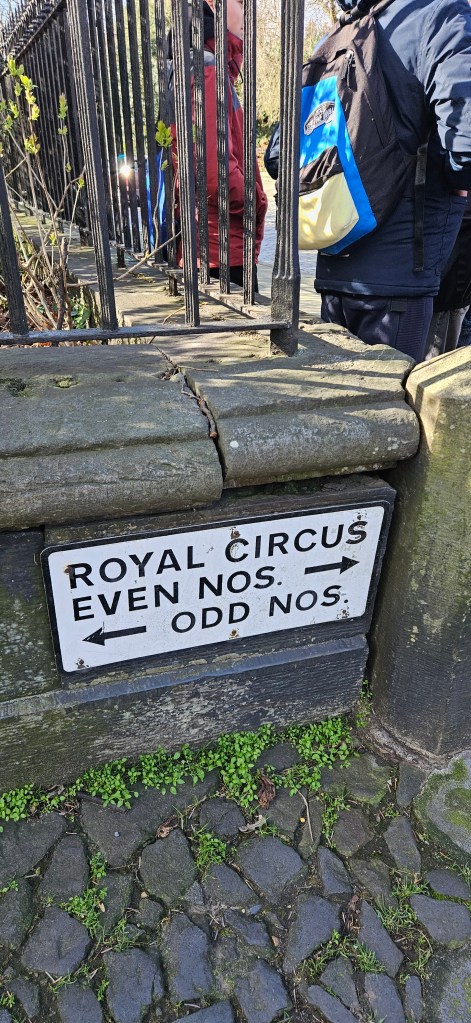 ROYAL CIRCUS
EVEN NOS. →
← ODD NOS.